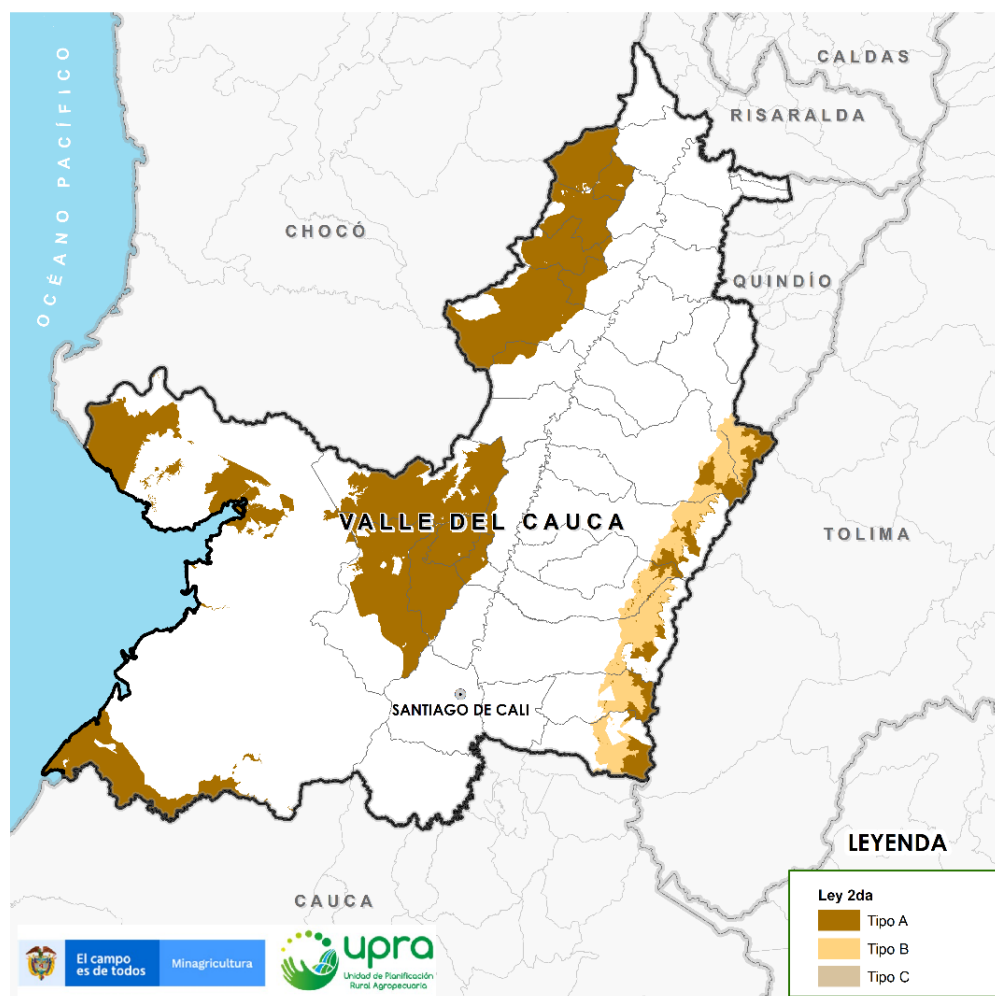 CALDAS
RISARALDA
OCÉANO PACÍFICO
CHOCÓ
QUINDÍO
VALLE DEL CAUCA
TOLIMA
SANTIAGO DE CALI
CAUCA
LEYENDA
Ley 2da
Tipo A
Tipo B
Tipo C
El campo
es de todos
Minagricultura
upra
Unidad de Planificación
Rural Agropecuaria